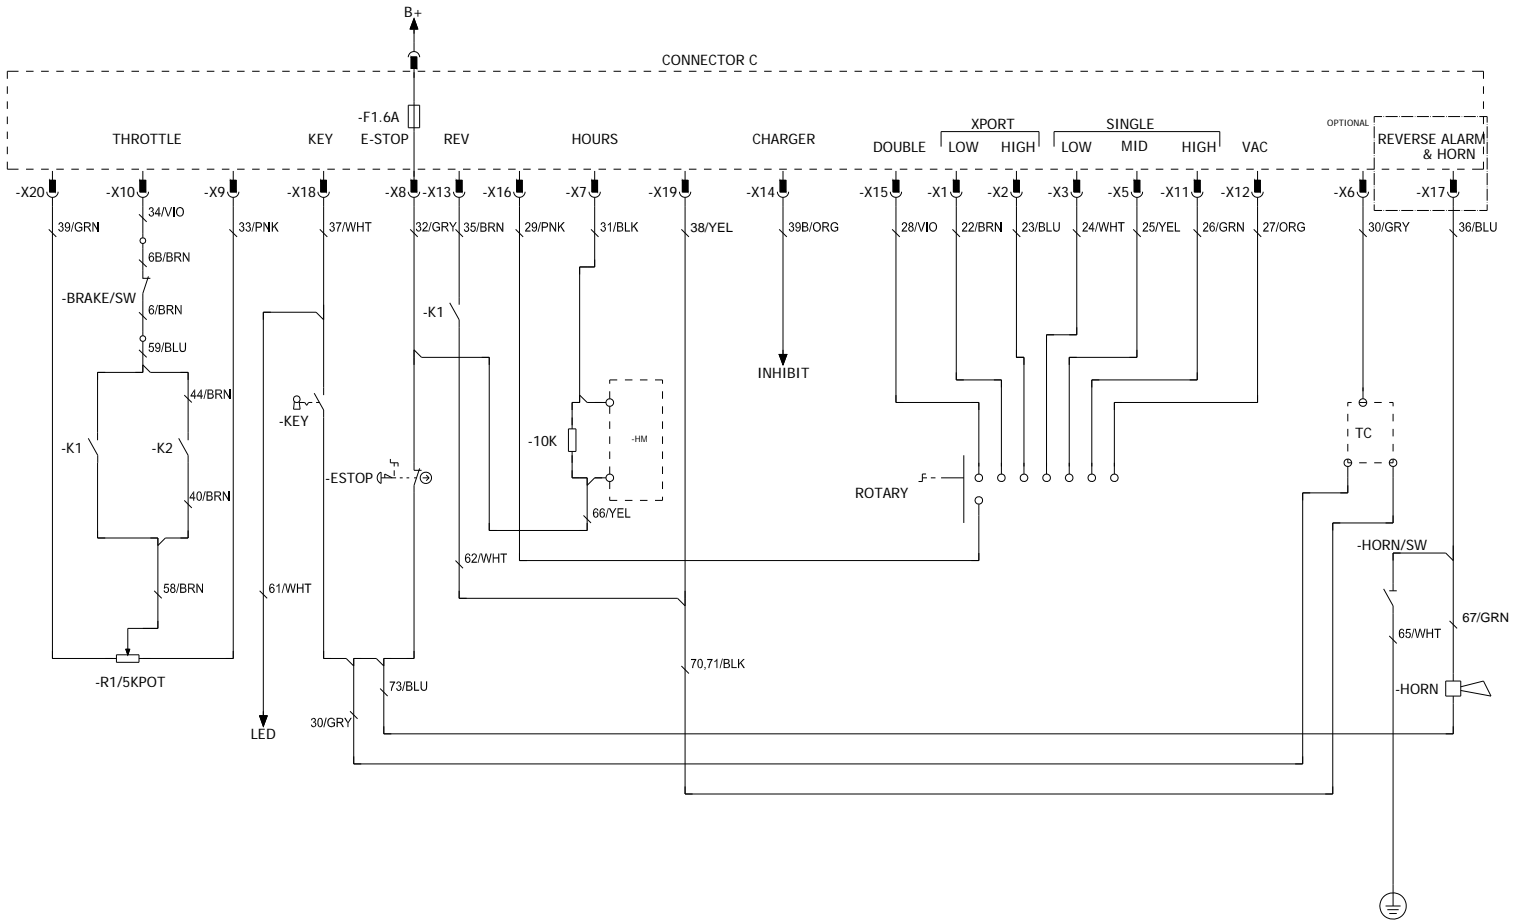 B+
CONNECTOR C
-F1.6A
THROTTLE KEY E-STOP REV HOURS CHARGER DOUBLE
XPORT
LOW HIGH
SINGLE
LOW MID HIGH
VAC
OPTIONAL
REVERSE ALARM
& HORN
-X20 -X10 -X9 -X18 -X8 -X13 -X16 -X7 -X19 -X14 -X15 -X1 -X2 -X3 -X5 -X11 -X12 -X6 -X17
34/VIO
39/GRN 33/PNK 37/WHT 32/GRY 35/BRN 29/PNK 31/BLK 38/YEL 39B/ORG 28/VIO 22/BRN 23/BLU 24/WHT 25/YEL 26/GRN 27/ORG 30/GRY 36/BLU
6B/BRN
-BRAKE/SW
6/BRN
-K1
59/BLU
INHIBIT
44/BRN
-KEY
-K1
-K2
-10K
-HM
TC
-ESTOP
ROTARY
40/BRN
66/YEL
-HORN/SW
62/WHT
58/BRN
61/WHT
67/GRN
65/WHT
70,71/BLK
-R1/5KPOT
73/BLU
-HORN
30/GRY
LED